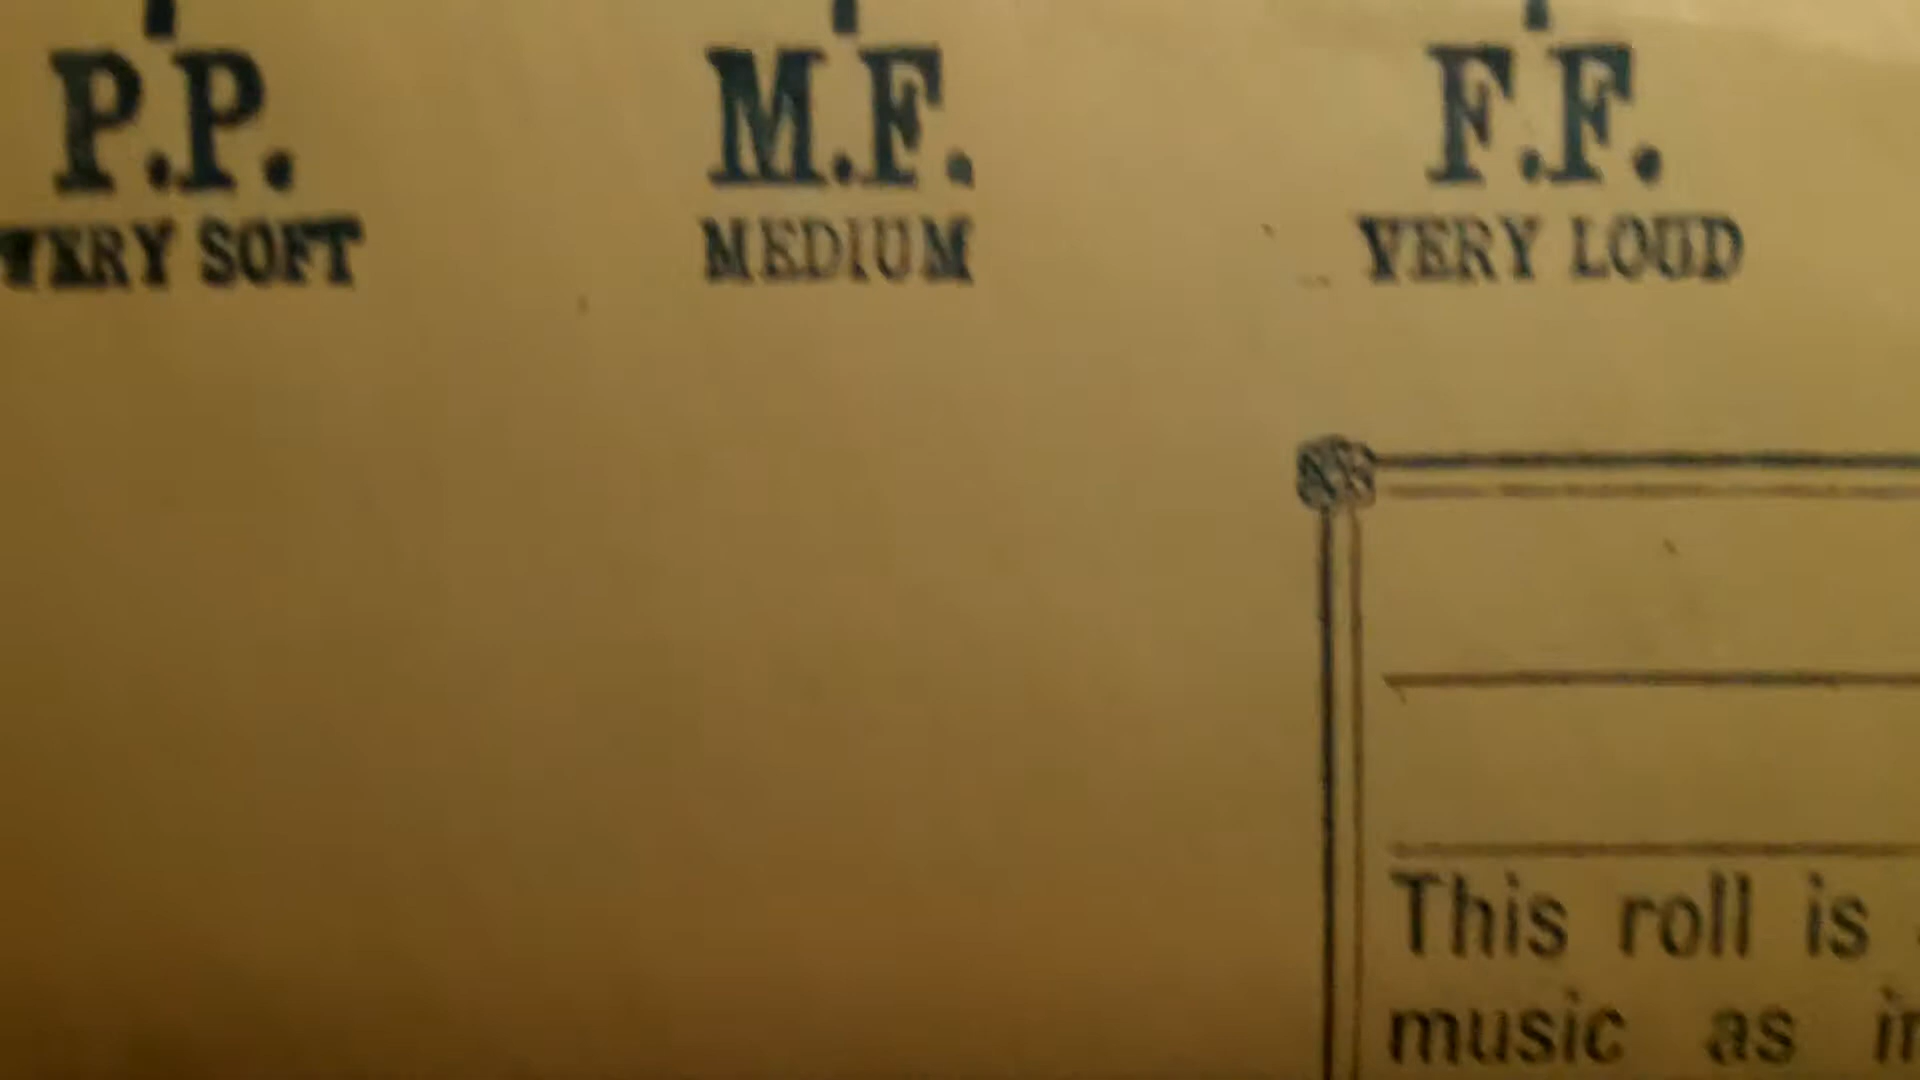 P.P. M.F. F.F.
VERY SOFT MEDIUM VERY LOUD
This roll is
music as